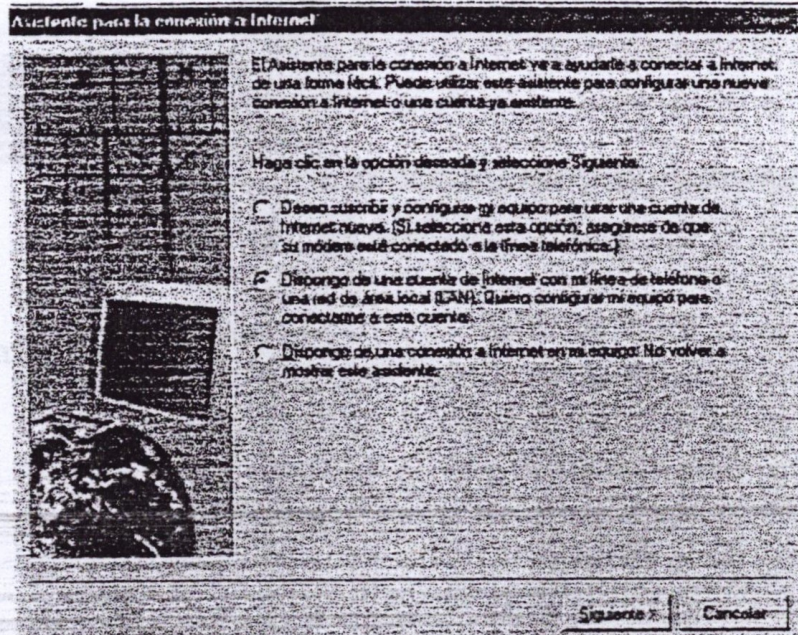 Asistente para la conexión a Internet
El Asistente para la conexión a Internet va a ayudarle a conectar a Internet
de una forma fácil. Puede utilizar este asistente para configurar una nueva
conexión a Internet o una cuenta ya existente.
Haga clic en la opción deseada y seleccione Siguiente.
Deseo suscribir y configurar mi equipo para usar una cuenta de
Internet nueva. (Si selecciona esta opción, asegúrese de que
su módem está conectado a la línea telefónica.)
Dispongo de una cuenta de Internet con mi línea de teléfono o
una red de área local (LAN). Quiero configurar mi equipo para
conectarme a esta cuenta.
Dispongo de una conexión a Internet en mi equipo. No volver a
mostrar este asistente.
Siguiente >
Cancelar